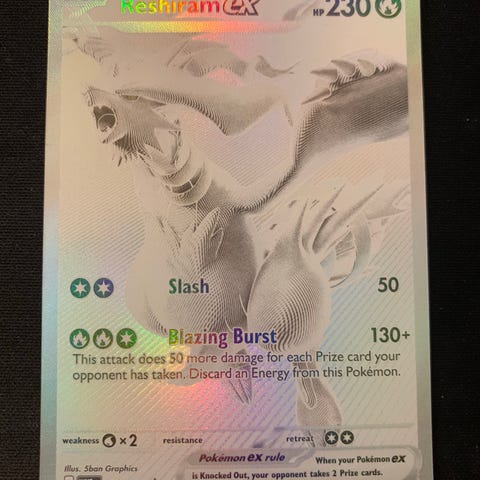 Reshiram ex HP 230
Slash 50
Blazing Burst 130+
This attack does 50 more damage for each Prize card your
opponent has taken. Discard an Energy from this Pokémon.
weakness ×2 resistance retreat
Illus. 5ban Graphics
Pokémon ex rule When your Pokémon ex
is Knocked Out, your opponent takes 2 Prize cards.